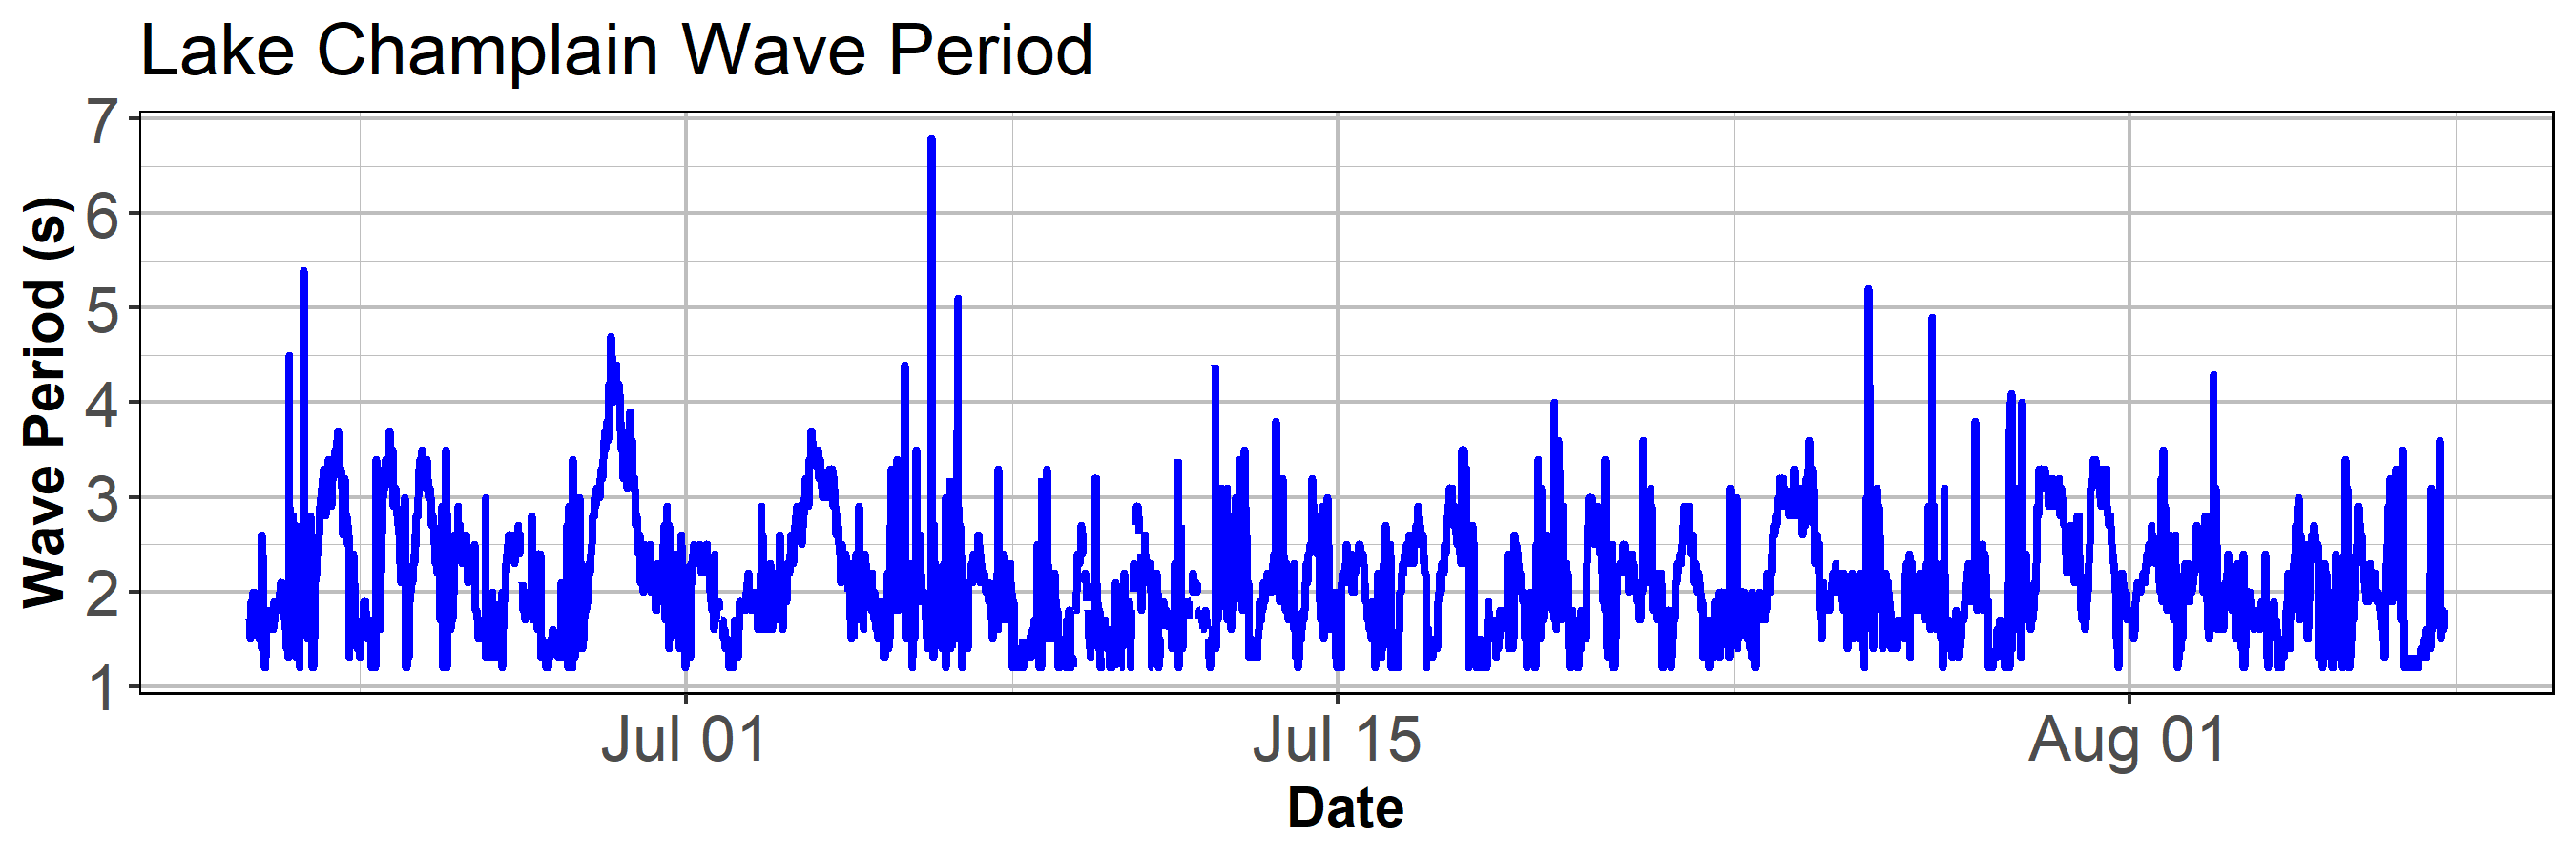 Lake Champlain Wave Period
Wave Period (s)
7
6
5
4
3
2
1
Jul 01
Jul 15
Aug 01
Date